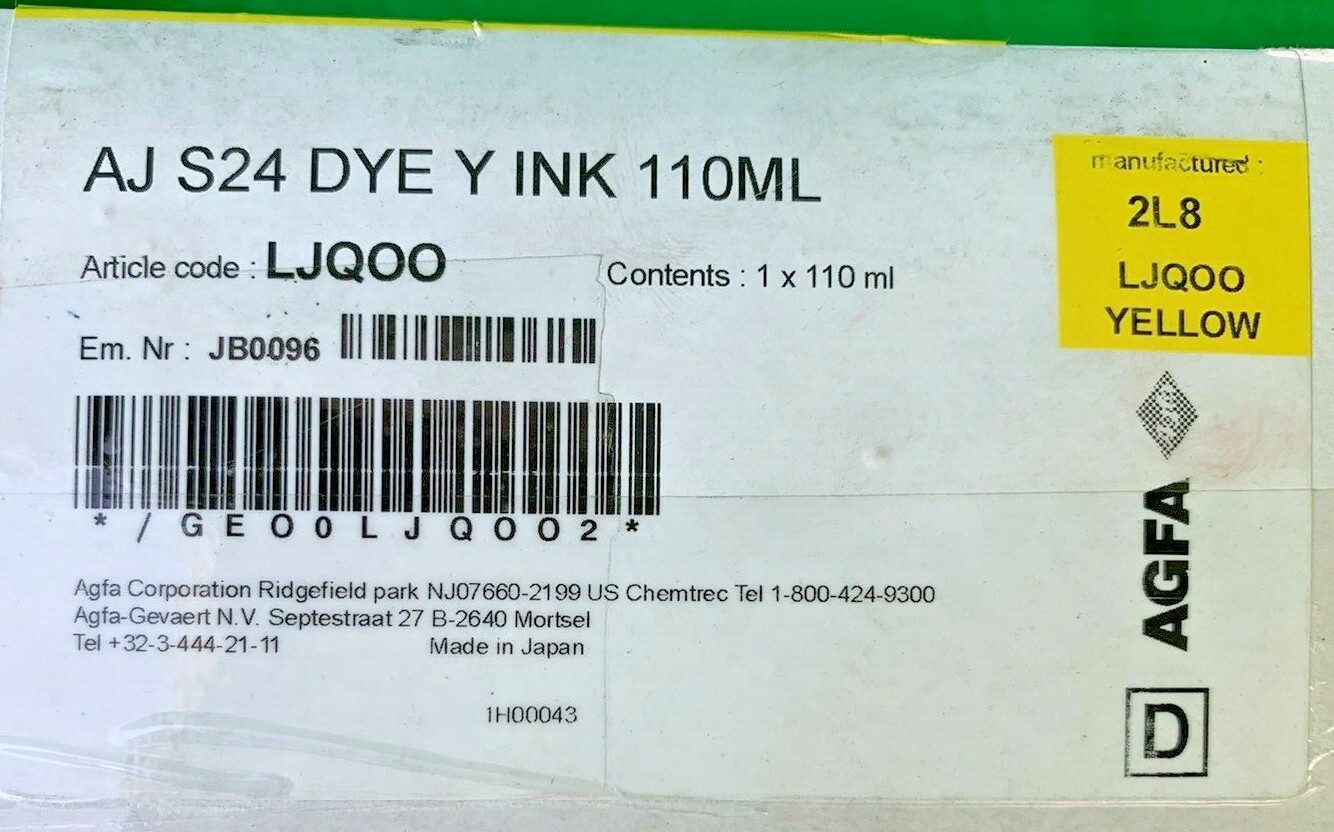 AJ S24 DYE Y INK 110ML
Article code : LJQOO
Contents : 1 x 110 ml
Em. Nr : JB0096
* / G E O 0 L J Q O O 2 *
Agfa Corporation Ridgefield park NJ07660-2199 US Chemtrec Tel 1-800-424-9300
Agfa-Gevaert N.V. Septestraat 27 B-2640 Mortsel
Tel +32-3-444-21-11
Made in Japan
1H00043
manufactured :
2L8
LJQOO
YELLOW
AGFA
D